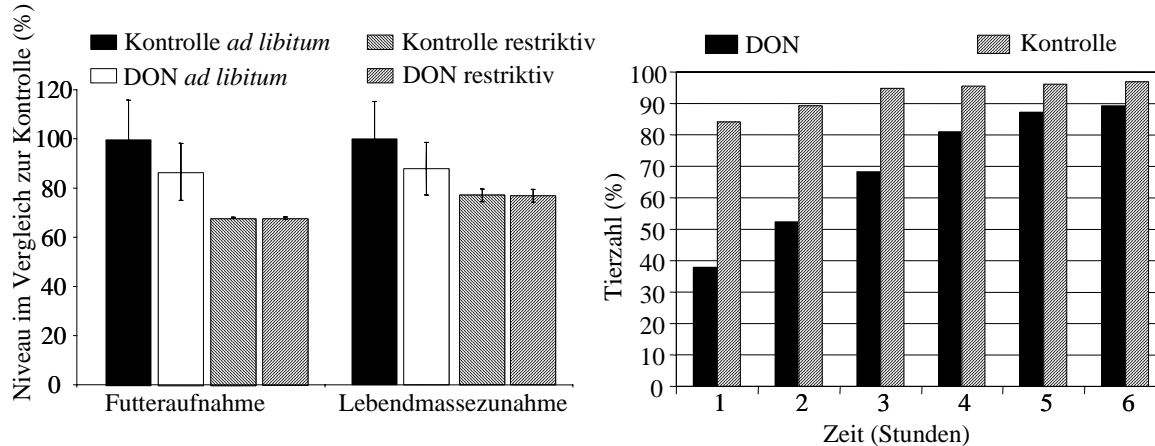 Kontrolle ad libitum
Kontrolle restriktiv
DON ad libitum
DON restriktiv
Niveau im Vergleich zur Kontrolle (%)
120
100
80
60
40
20
0
Futteraufnahme
Lebendmassezunahme
DON
Kontrolle
Tierzahl (%)
100
90
80
70
60
50
40
30
20
10
0
1 2 3 4 5 6
Zeit (Stunden)